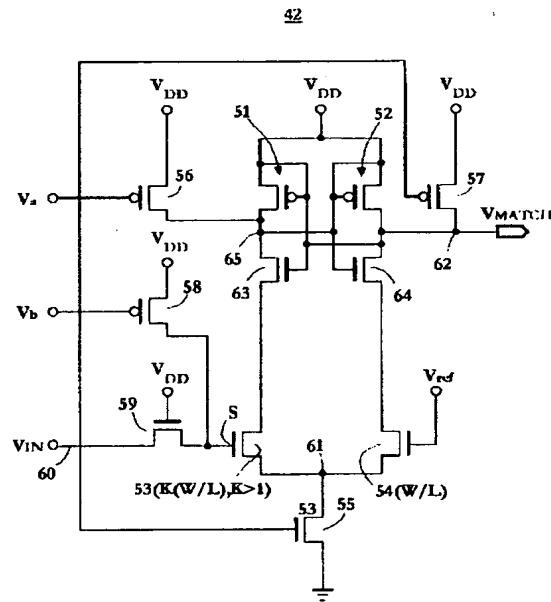 42
VDD
VDD
VDD
51
52
Va
56
57
VMATCH
65
62
VDD
63
64
Vb
58
VDD
Vref
59
S
VIN
60
61
53(K(W/L),K>1)
54(W/L)
53
55